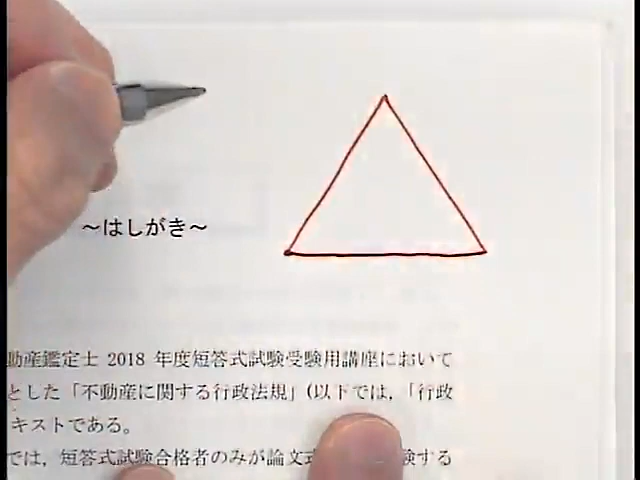 ～はしがき～
動産鑑定士 2018 年度短答式試験受験用講座において
とした「不動産に関する行政法規」(以下では,「行政
キストである。
では, 短答式試験合格者のみが論文式
験する